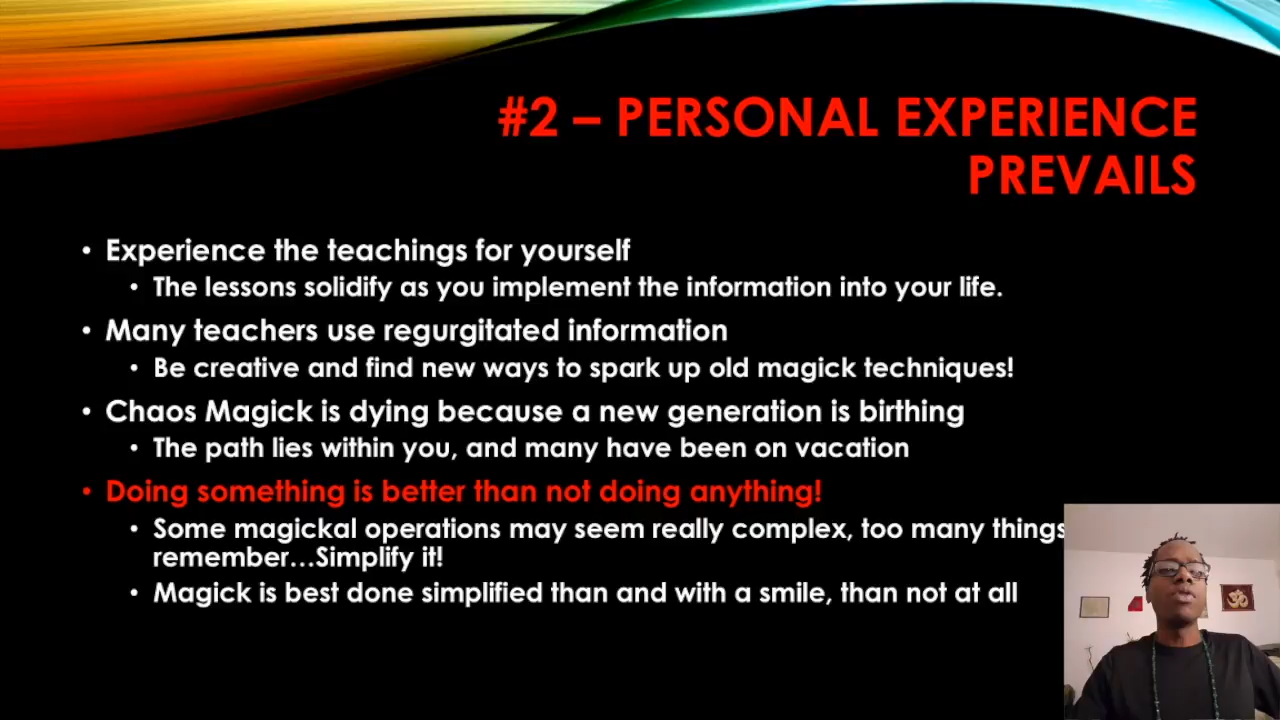 #2 – PERSONAL EXPERIENCE
PREVAILS
• Experience the teachings for yourself
• The lessons solidify as you implement the information into your life.
• Many teachers use regurgitated information
• Be creative and find new ways to spark up old magick techniques!
• Chaos Magick is dying because a new generation is birthing
• The path lies within you, and many have been on vacation
• Doing something is better than not doing anything!
• Some magickal operations may seem really complex, too many things
remember...Simplify it!
• Magick is best done simplified than and with a smile, than not at all